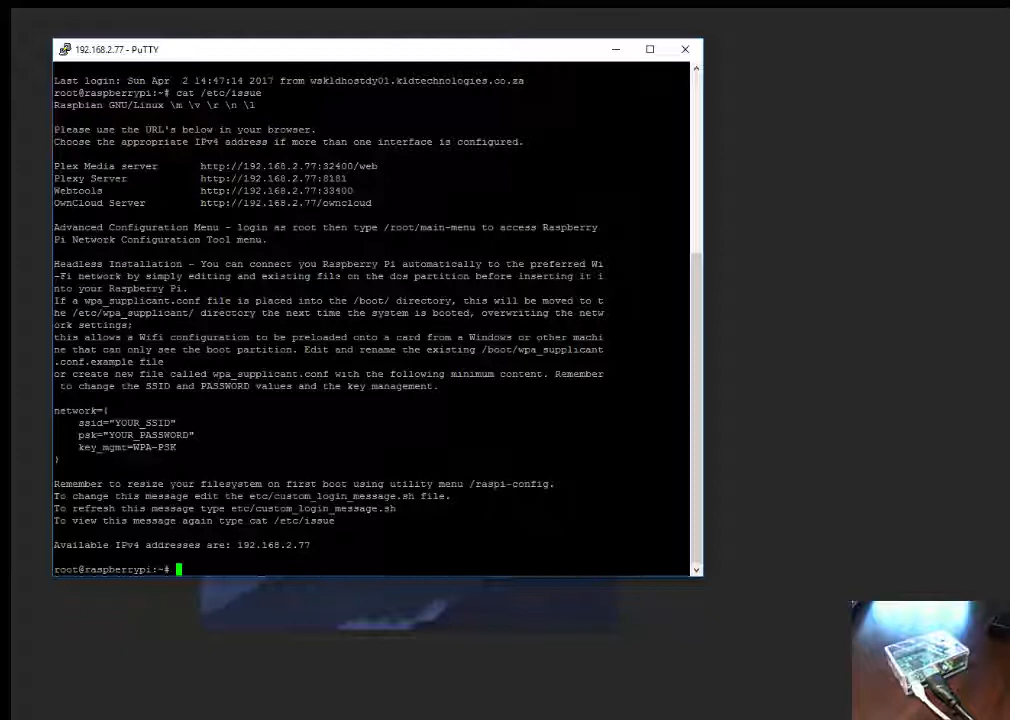 192.168.2.77 - PuTTY
Last login: Sun Apr  2 14:47:14 2017 from wskldhostdy01.kldtechnologies.co.za
root@raspberrypi:~# cat /etc/issue
Raspbian GNU/Linux \m \v \r \n \l
Please use the URL's below in your browser.
Choose the appropriate IPv4 address if more than one interface is configured.
Plex Media server http://192.168.2.77:32400/web
Plexy Server http://192.168.2.77:8181
Webtools http://192.168.2.77:33400
OwnCloud Server http://192.168.2.77/owncloud
Advanced Configuration Menu - login as root then type /root/main-menu to access Raspberry
Pi Network Configuration Tool menu.
Headless Installation - You can connect you Raspberry Pi automatically to the preferred Wi
-Fi network by simply editing and existing fils on the dos partition before inserting it i
nto your Raspberry Pi.
If a wpa_supplicant.conf file is placed into the /boot/ directory, this will be moved to t
he /etc/wpa_supplicant/ directory the next time the system is booted, overwriting the netw
ork settings;
this allows a Wifi configuration to be preloaded onto a card from a Windows or other machi
ne that can only see the boot partition. Edit and rename the existing /boot/wpa_supplicant
.conf.example file
or create new file called wpa_supplicant.conf with the following minimum content. Remember
to change the SSID and PASSWORD values and the key management.
network={
ssid="YOUR_SSID"
psk="YOUR_PASSWORD"
key_mgmt=WPA-PSK
}
Remember to resize your filesystem on first boot using utility menu /raspi-config.
To change this message edit the etc/custom_login_message.sh file.
To refresh this message type etc/custom_login_message.sh
To view this message again type cat /etc/issue
Available IPv4 addresses are: 192.168.2.77
root@raspberrypi:~#